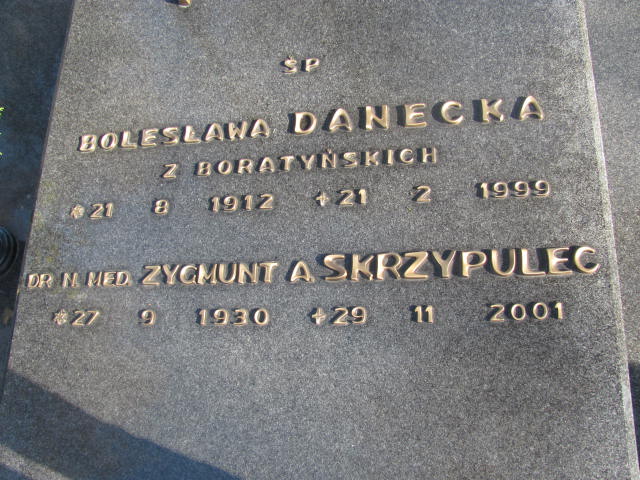 ŚP
BOLESŁAWA DANECKA
Z BORATYŃSKICH
*21 8 1912 +21 2 1999
DR N. MED. ZYGMUNT A. SKRZYPULEC
*27 9 1930 +29 11 2001